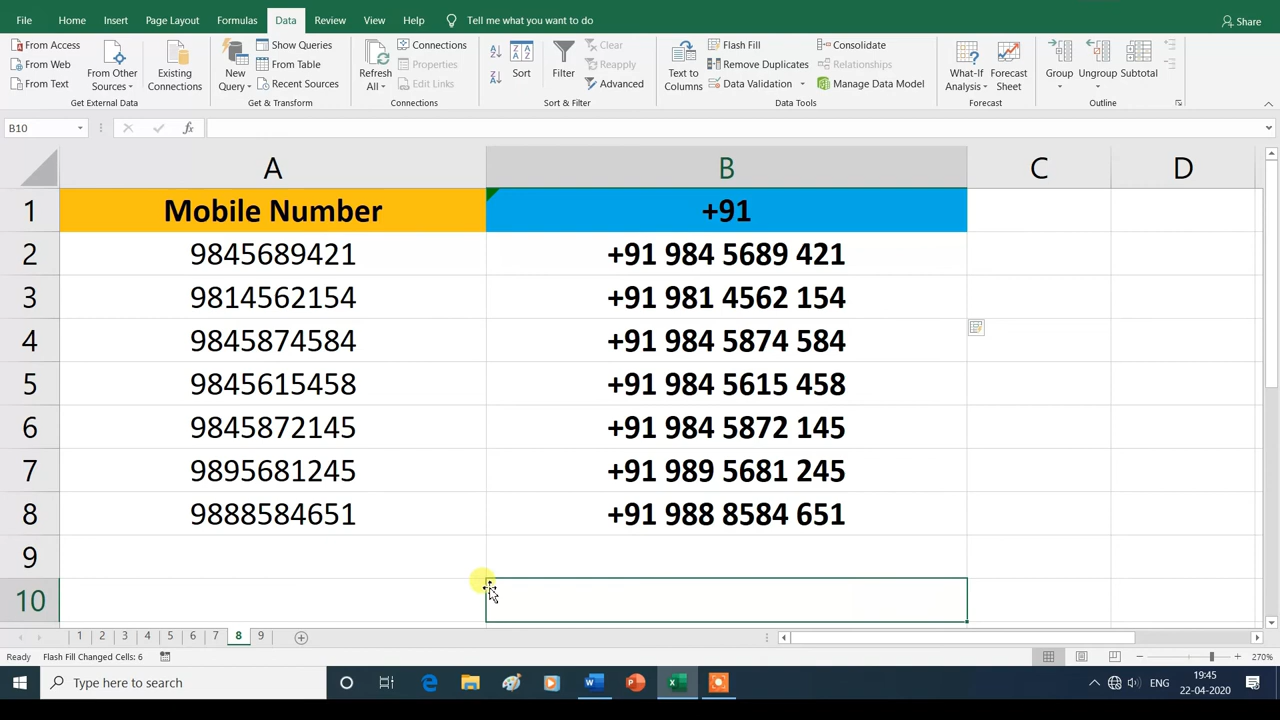 File Home Insert Page Layout Formulas Data Review View Help Tell me what you want to do Share
From Access
From Web
From Text
From Other Sources
Existing Connections
Get External Data
New Query
Show Queries
From Table
Recent Sources
Get & Transform
Refresh All
Connections
Properties
Edit Links
Connections
Sort
Filter
Clear
Reapply
Advanced
Sort & Filter
Text to Columns
Flash Fill
Remove Duplicates
Data Validation
Consolidate
Relationships
Manage Data Model
Data Tools
What-If Analysis
Forecast Sheet
Forecast
Group
Ungroup
Subtotal
Outline
B10 fx
A B C D
1 Mobile Number +91
2 9845689421 +91 984 5689 421
3 9814562154 +91 981 4562 154
4 9845874584 +91 984 5874 584
5 9845615458 +91 984 5615 458
6 9845872145 +91 984 5872 145
7 9895681245 +91 989 5681 245
8 9888584651 +91 988 8584 651
9
10
1 2 3 4 5 6 7 8 9
Ready Flash Fill Changed Cells: 6 270%
Type here to search ENG 19:45
22-04-2020